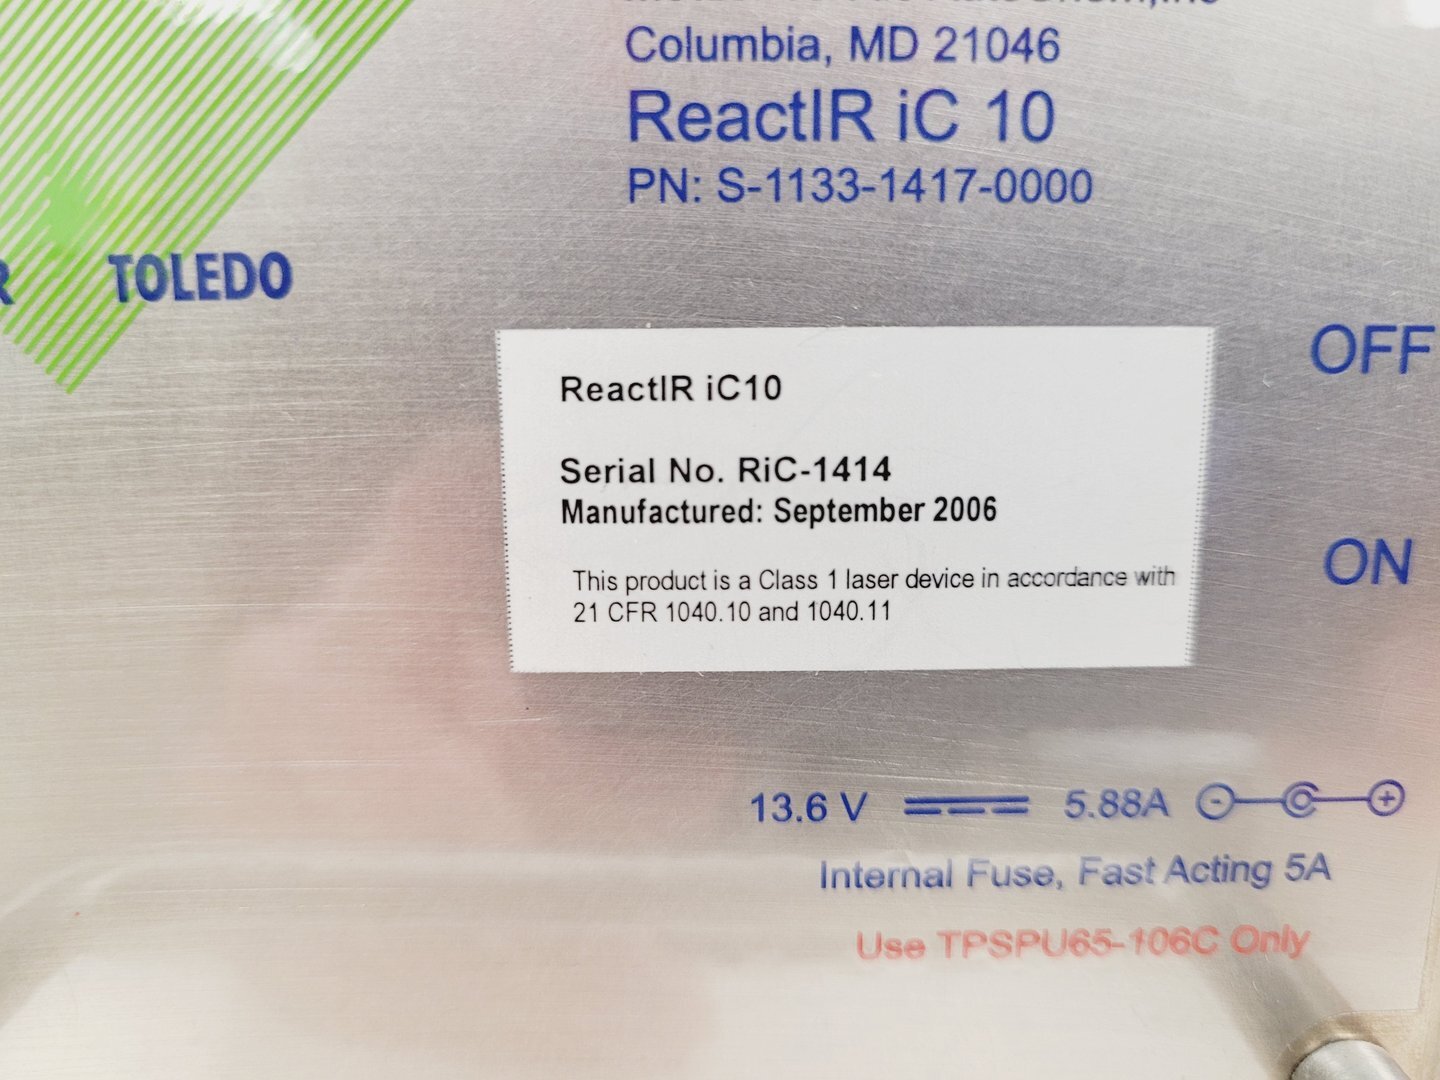 Columbia, MD 21046
ReactIR iC 10
PN: S-1133-1417-0000
TOLEDO
OFF
ReactIR iC10
Serial No. RiC-1414
Manufactured: September 2006
This product is a Class 1 laser device in accordance with
21 CFR 1040.10 and 1040.11
ON
13.6 V 5.88A - +
Internal Fuse, Fast Acting 5A
Use TPSPU65-106C Only